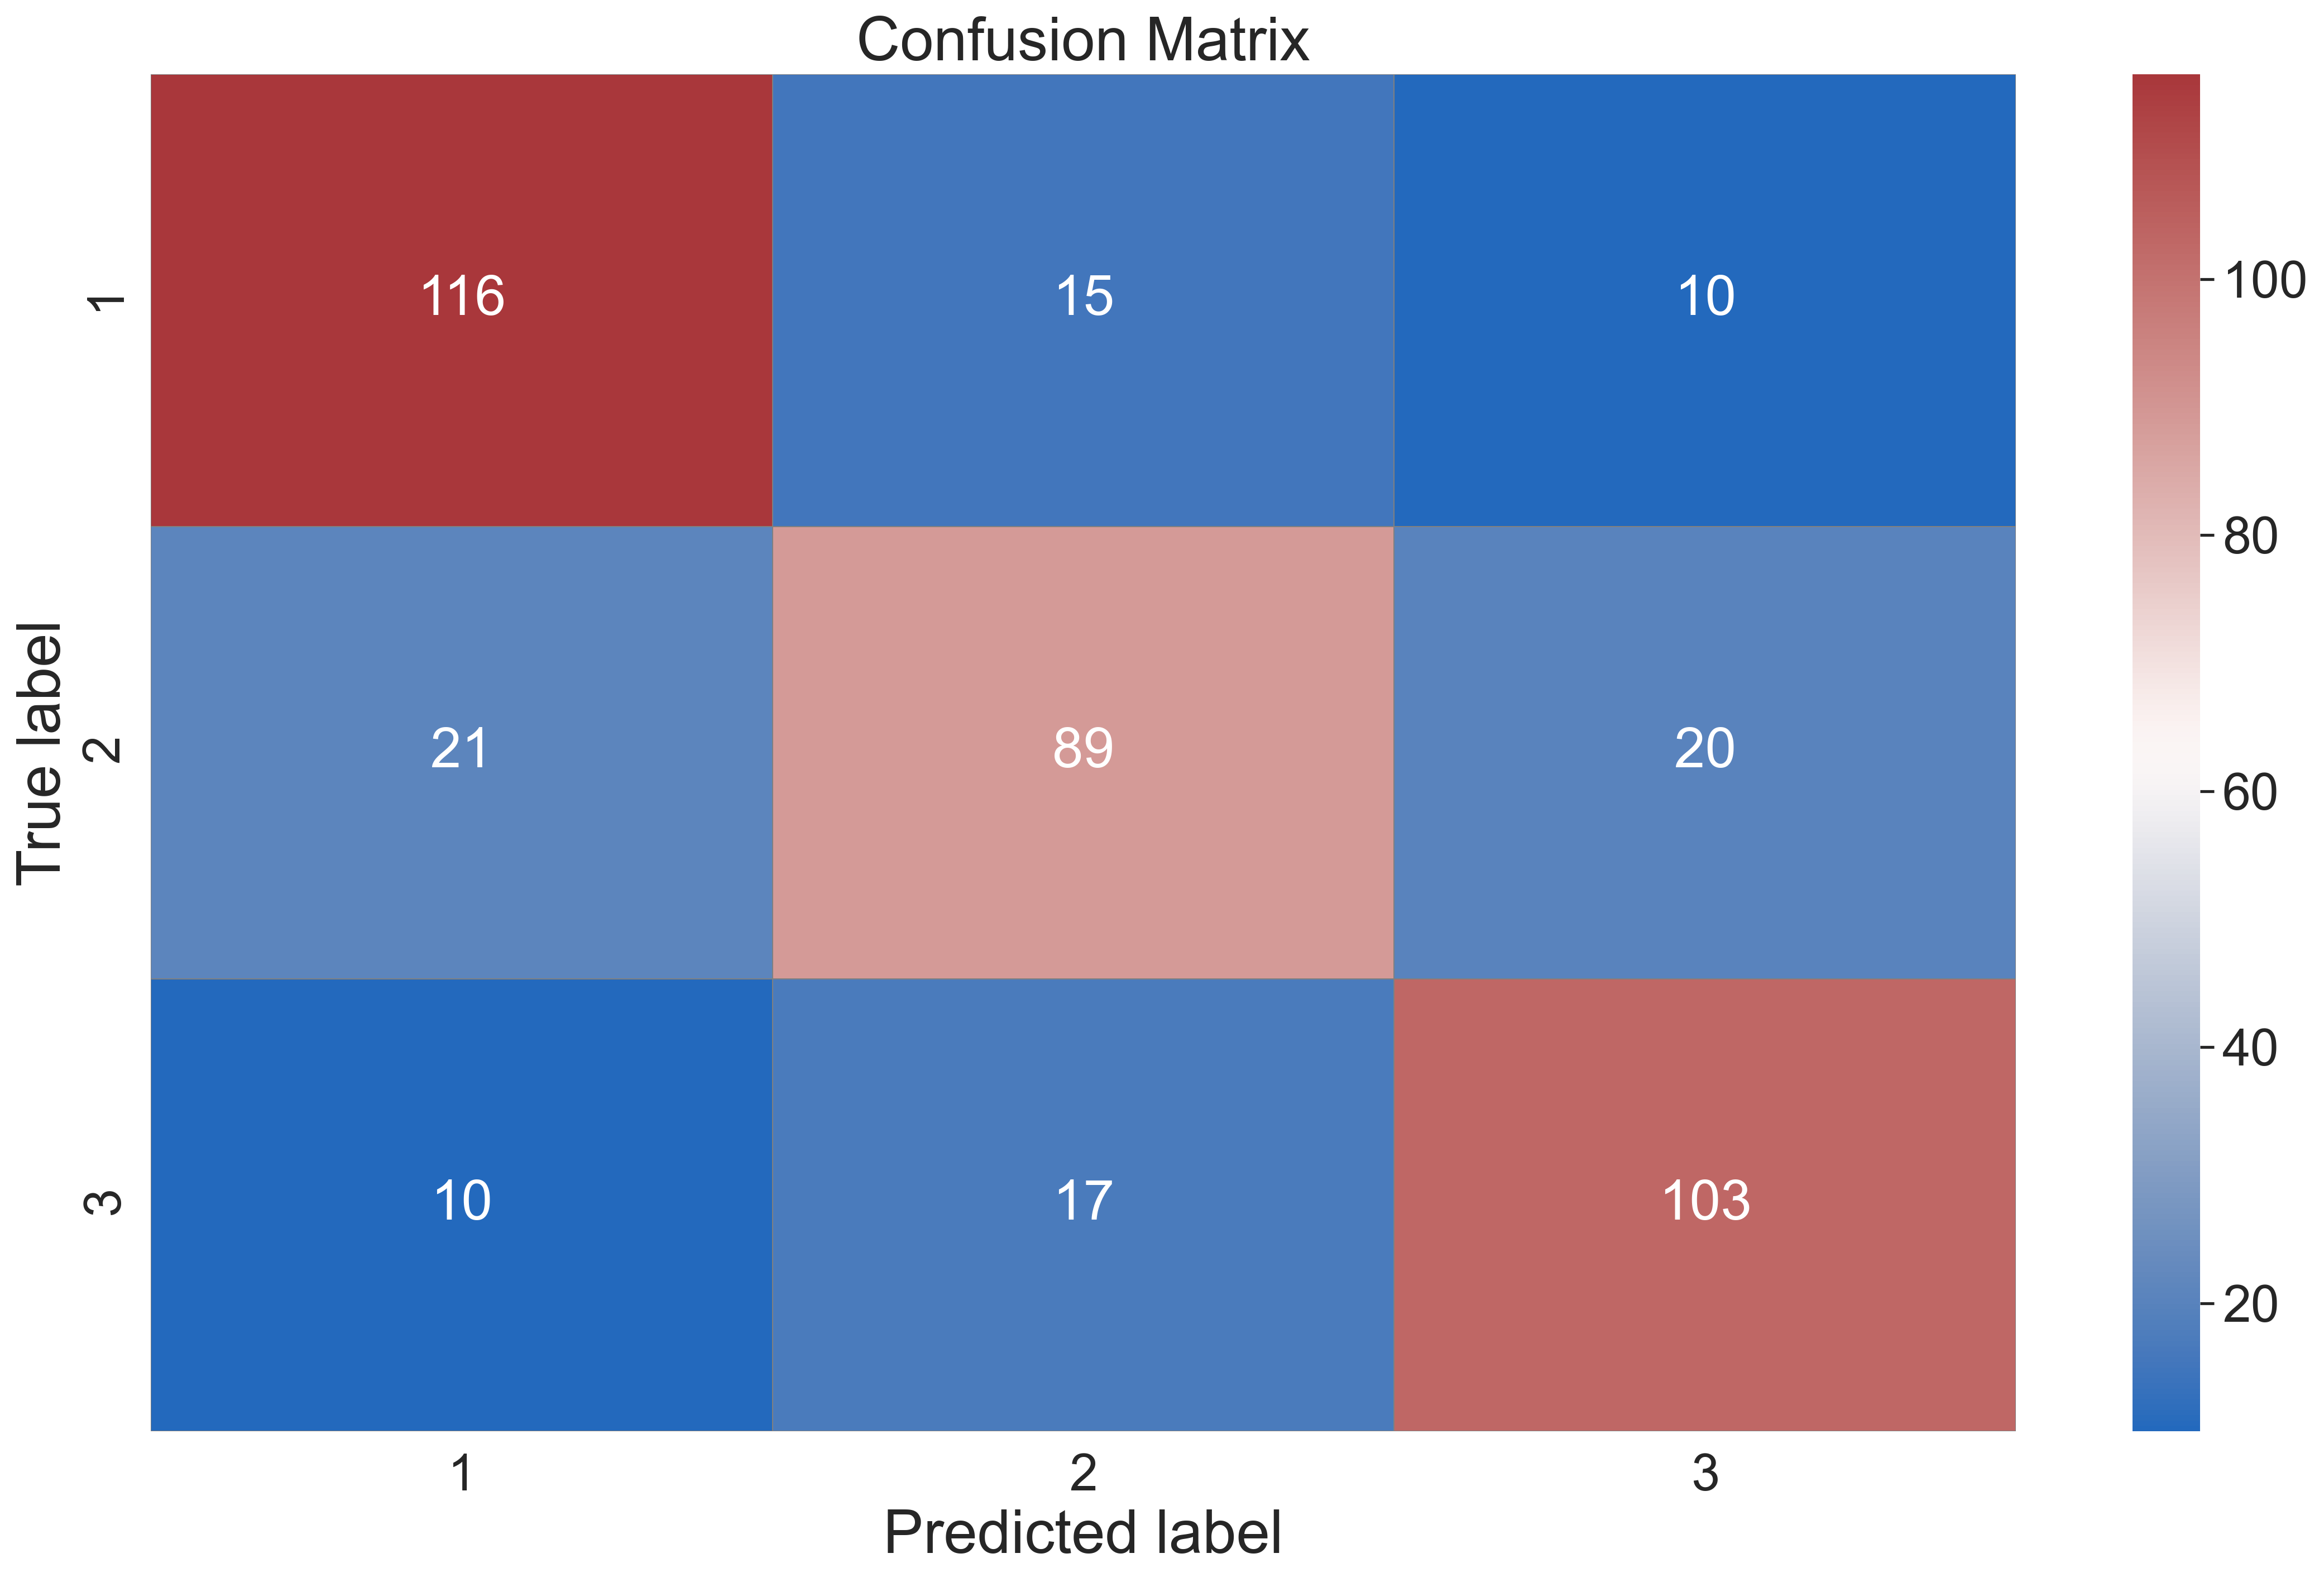 Confusion Matrix
116 15 10
21 89 20
10 17 103
1
2
3
True label
1 2 3
Predicted label
100
80
60
40
20